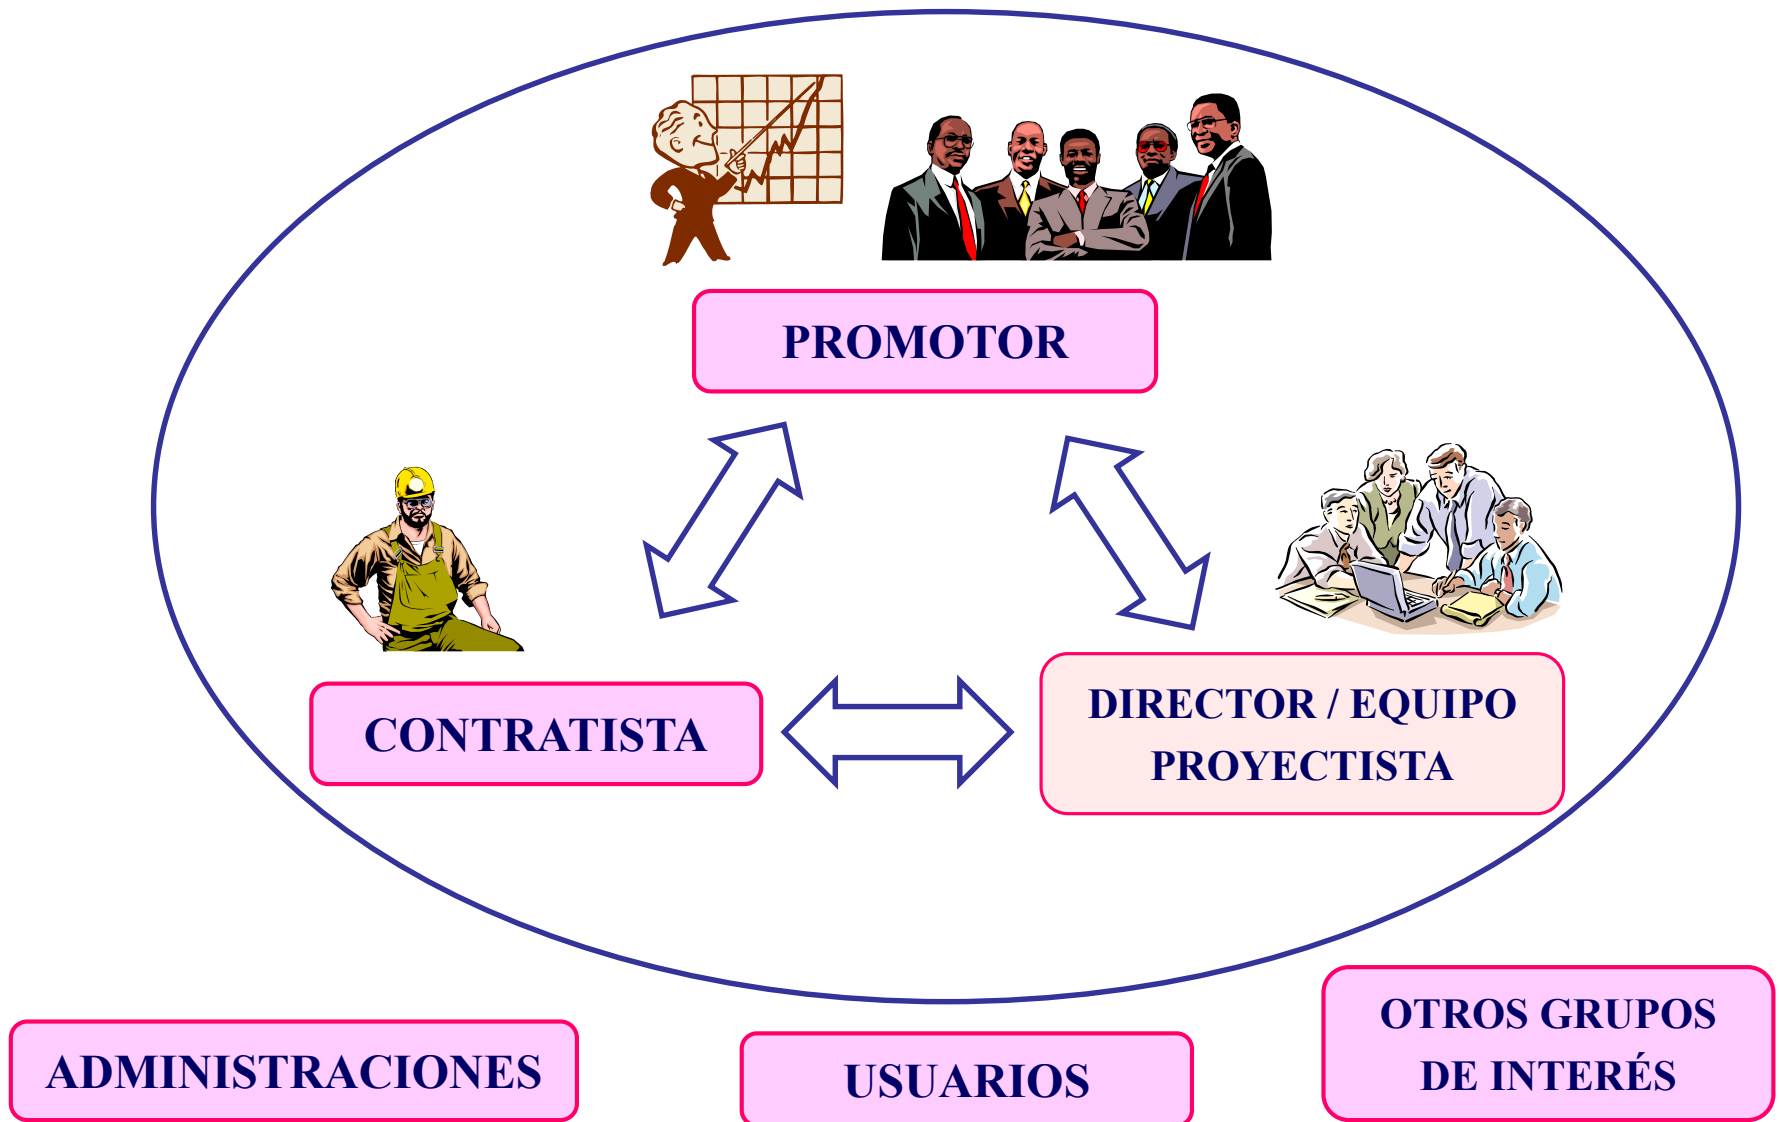 PROMOTOR
CONTRATISTA
DIRECTOR / EQUIPO
PROYECTISTA
ADMINISTRACIONES
USUARIOS
OTROS GRUPOS
DE INTERÉS